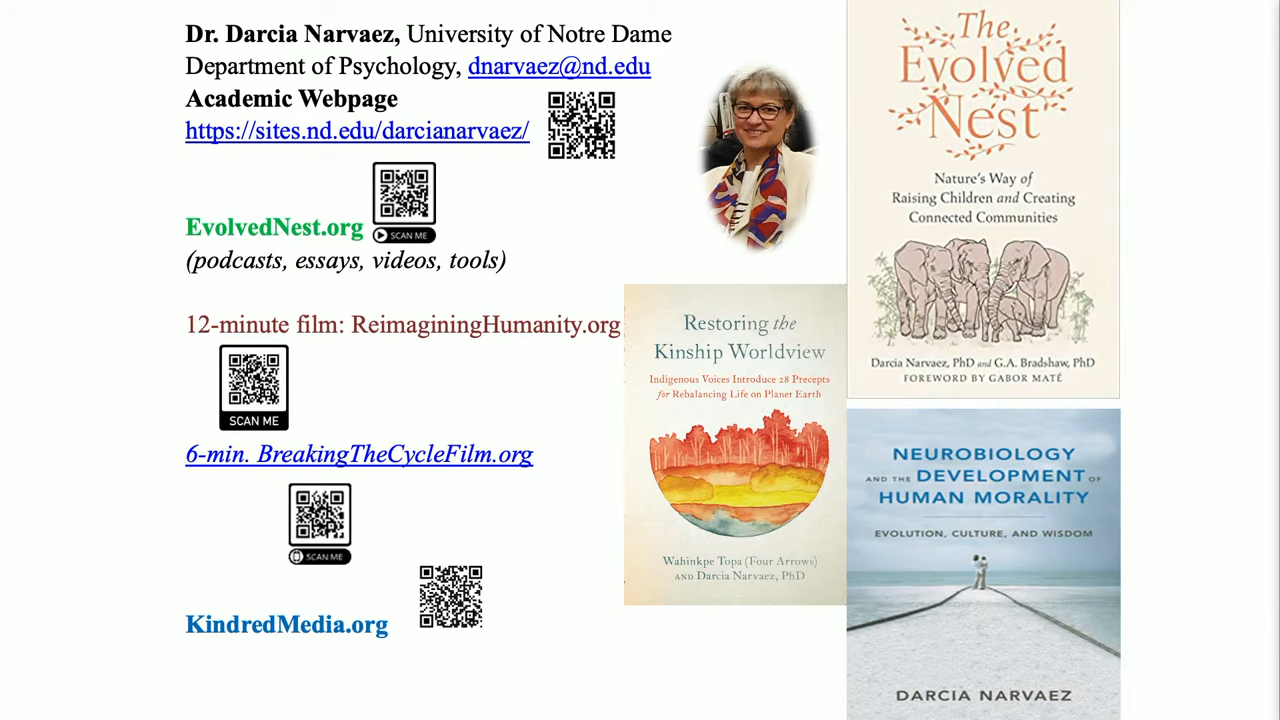 Dr. Darcia Narvaez, University of Notre Dame
Department of Psychology, dnarvaez@nd.edu
Academic Webpage
https://sites.nd.edu/darcianarvaez/
EvolvedNest.org
SCAN ME
(podcasts, essays, videos, tools)
12-minute film: ReimaginingHumanity.org
SCAN ME
6-min. BreakingTheCycleFilm.org
SCAN ME
KindredMedia.org
Restoring the
Kinship Worldview
Indigenous Voices Introduce 28 Precepts
for Rebalancing Life on Planet Earth
Wahinkpe Topa (Four Arrows)
AND Darcia Narvaez, PhD
The
Evolved
Nest
Nature's Way of
Raising Children and Creating
Connected Communities
Darcia Narvaez, PhD and G.A. Bradshaw, PhD
FOREWORD BY GABOR MATÉ
NEUROBIOLOGY
AND THE DEVELOPMENT OF
HUMAN MORALITY
EVOLUTION, CULTURE, AND WISDOM
DARCIA NARVAEZ